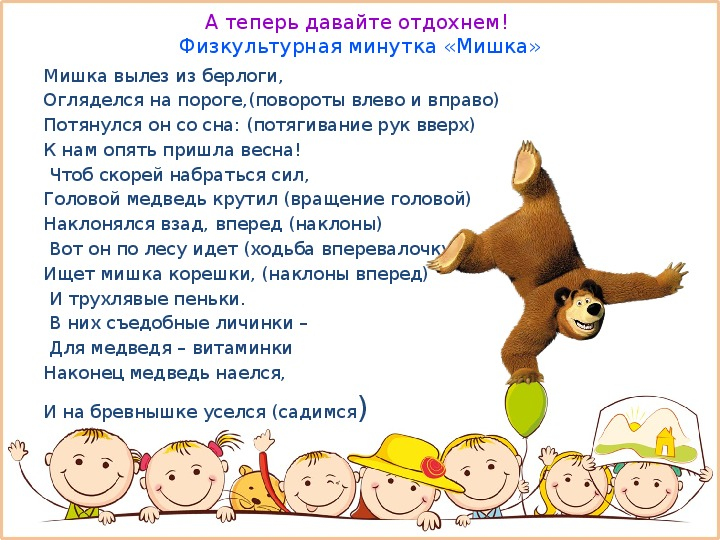 А теперь давайте отдохнем!
Физкультурная минутка «Мишка»
Мишка вылез из берлоги,
Огляделся на пороге,(повороты влево и вправо)
Потянулся он со сна: (потягивание рук вверх)
К нам опять пришла весна!
Чтоб скорей набраться сил,
Головой медведь крутил (вращение головой)
Наклонялся взад, вперед (наклоны)
Вот он по лесу идет (ходьба вперевалочку
Ищет мишка корешки, (наклоны вперед)
И трухлявые пеньки.
В них съедобные личинки –
Для медведя – витаминки
Наконец медведь наелся,
И на бревнышке уселся (садимся)